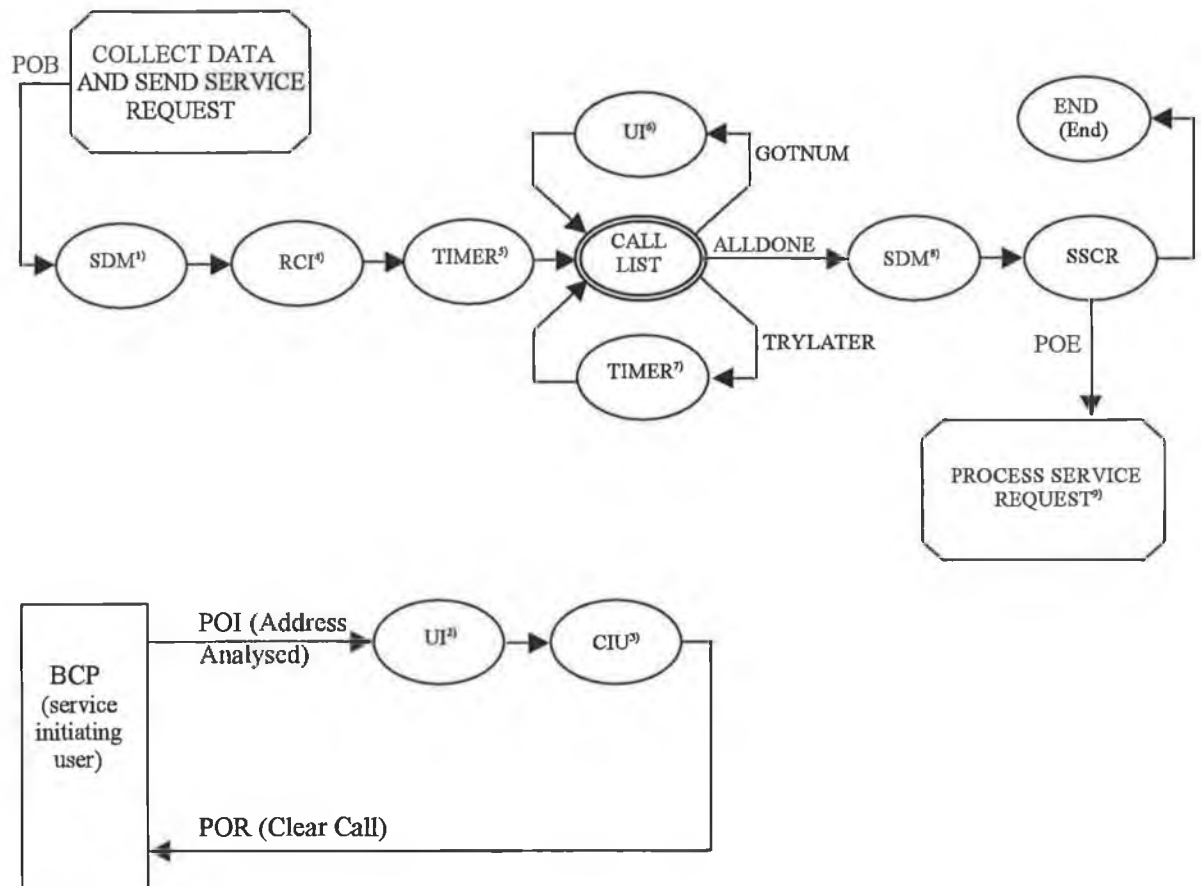 COLLECT DATA
AND SEND SERVICE
REQUEST
POB
END
(End)
UI⁶⁾
GOTNUM
SDM¹⁾
RCI⁴⁾
TIMER⁵⁾
CALL
LIST
ALLDONE
SDM⁸⁾
SSCR
TRYLATER
TIMER⁷⁾
POE
PROCESS SERVICE
REQUEST⁹⁾
POI (Address
Analysed)
UI²⁾
CIU³⁾
BCP
(service
initiating
user)
POR (Clear Call)